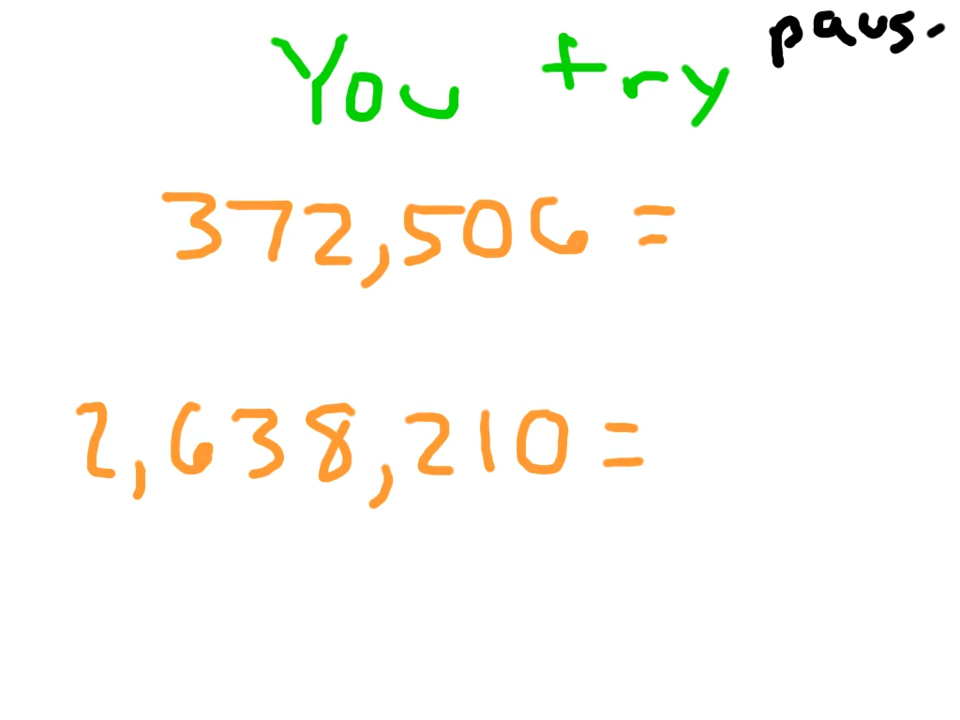 You try paus.
372,506 =
2,638,210 =